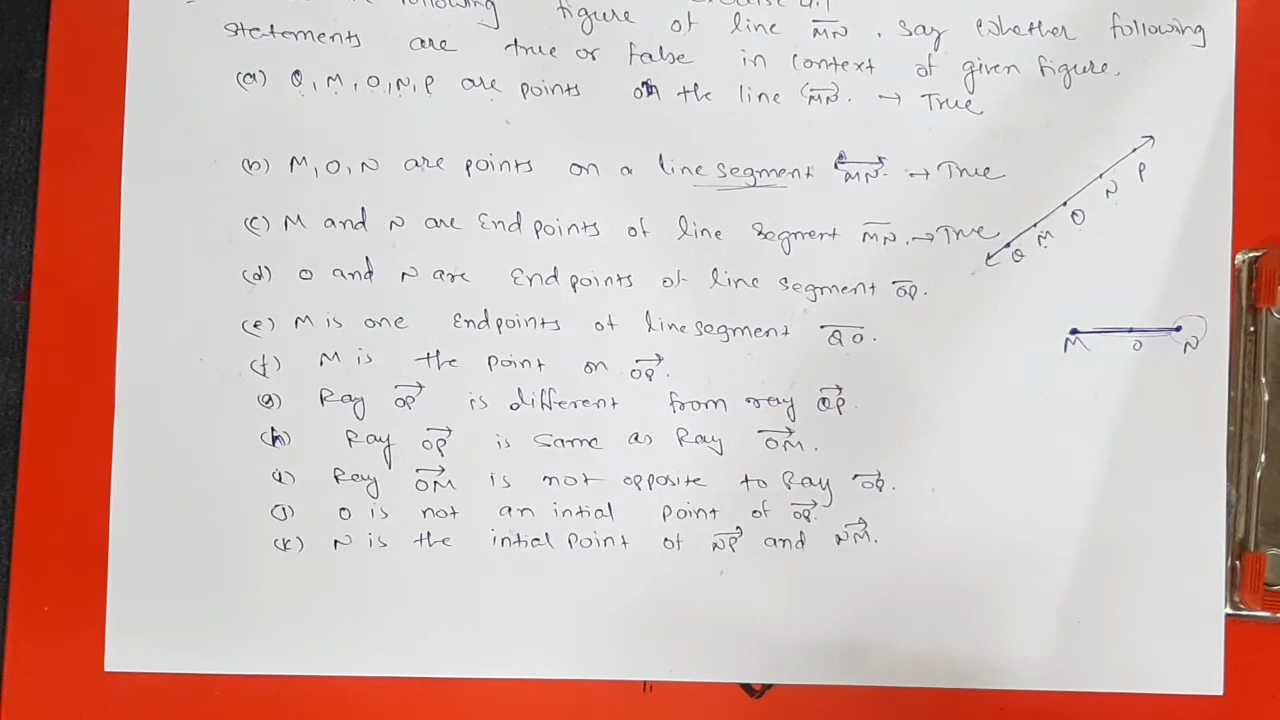 following figure of line MN. say whether following
statements are true or false in context of given figure.
(a) Q, M, O, N, P are points on the line (MN). → True
(b) M, O, N are points on a line segment MN. → True
(c) M and N are End points of line segment MN. → True
(d) O and N are End points of line segment OP.
(e) M is one Endpoints of line segment QO.
(f) M is the point on OP.
(g) Ray OP is different from ray QP.
(h) Ray OP is same as Ray OM.
(i) Ray OM is not opposite to Ray OP.
(j) O is not an intial point of OP.
(k) N is the intial point of NP and NM.
Q M O N P
M O N